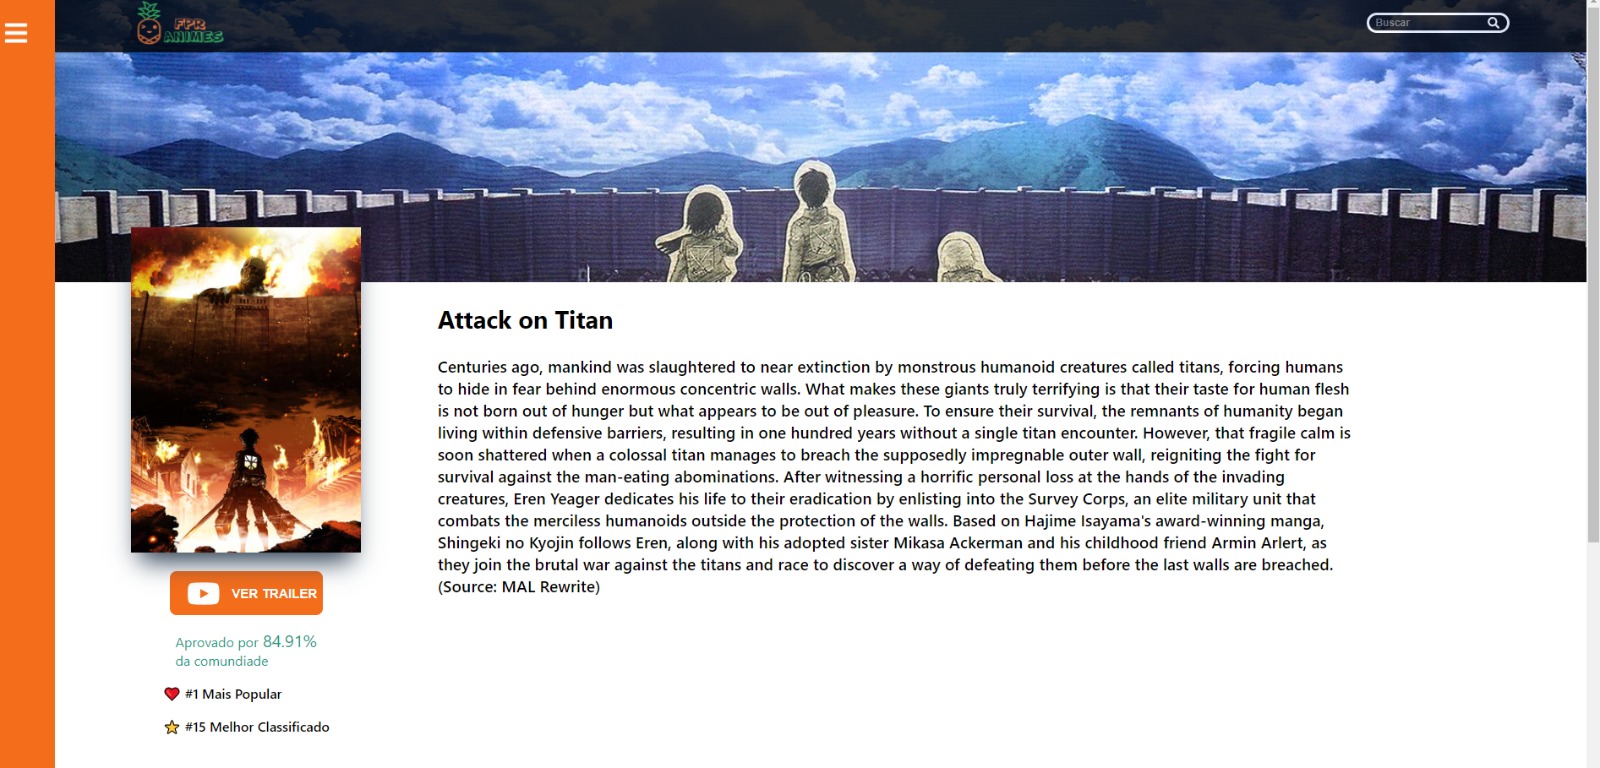 FPR
ANIMES
Buscar
Attack on Titan
Centuries ago, mankind was slaughtered to near extinction by monstrous humanoid creatures called titans, forcing humans
to hide in fear behind enormous concentric walls. What makes these giants truly terrifying is that their taste for human flesh
is not born out of hunger but what appears to be out of pleasure. To ensure their survival, the remnants of humanity began
living within defensive barriers, resulting in one hundred years without a single titan encounter. However, that fragile calm is
soon shattered when a colossal titan manages to breach the supposedly impregnable outer wall, reigniting the fight for
survival against the man-eating abominations. After witnessing a horrific personal loss at the hands of the invading
creatures, Eren Yeager dedicates his life to their eradication by enlisting into the Survey Corps, an elite military unit that
combats the merciless humanoids outside the protection of the walls. Based on Hajime Isayama's award-winning manga,
Shingeki no Kyojin follows Eren, along with his adopted sister Mikasa Ackerman and his childhood friend Armin Arlert, as
they join the brutal war against the titans and race to discover a way of defeating them before the last walls are breached.
(Source: MAL Rewrite)
VER TRAILER
Aprovado por 84.91%
da comundiade
#1 Mais Popular
#15 Melhor Classificado